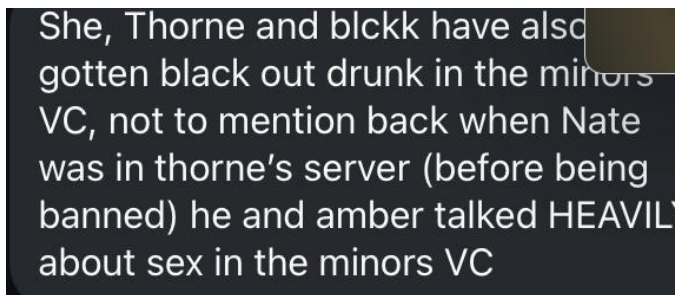 She, Thorne and blckk have also
gotten black out drunk in the minors
VC, not to mention back when Nate
was in thorne’s server (before being
banned) he and amber talked HEAVILY
about sex in the minors VC